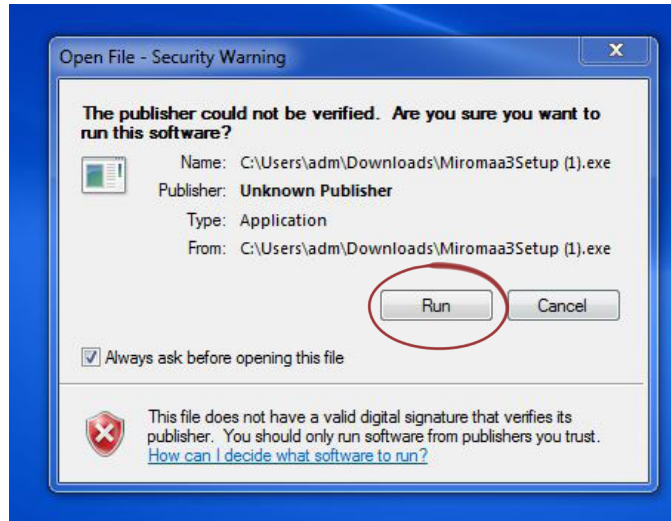 Open File - Security Warning
X
The publisher could not be verified. Are you sure you want to
run this software?
Name: C:\Users\adm\Downloads\Miromaa3Setup (1).exe
Publisher: Unknown Publisher
Type: Application
From: C:\Users\adm\Downloads\Miromaa3Setup (1).exe
Run Cancel
Always ask before opening this file
This file does not have a valid digital signature that verifies its
publisher. You should only run software from publishers you trust.
How can I decide what software to run?